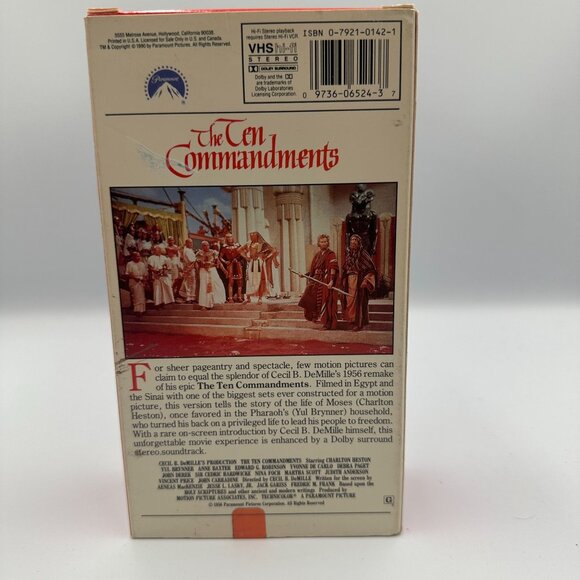 5555 Melrose Avenue, Hollywood, California 90038
Printed in U.S.A. Licensed for Sale Only in U.S. and Canada.
TM & Copyright © 1990 by Paramount Pictures. All Rights Reserved.
Paramount
Hi-Fi Stereo playback
requires Stereo Hi-Fi VCR
VHS hi-fi
STEREO
DOLBY SURROUND
Dolby and the
are trademarks of
Dolby Laboratories
Licensing Corporation.
ISBN 0-7921-0142-1
0 9736-06524-3 7
The Ten
Commandments
For sheer pageantry and spectacle, few motion pictures can
claim to equal the splendor of Cecil B. DeMille's 1956 remake
of his epic The Ten Commandments. Filmed in Egypt and
the Sinai with one of the biggest sets ever constructed for a motion
picture, this version tells the story of the life of Moses (Charlton
Heston), once favored in the Pharaoh's (Yul Brynner) household,
who turned his back on a privileged life to lead his people to freedom.
With a rare on-screen introduction by Cecil B. DeMille himself, this
unforgettable movie experience is enhanced by a Dolby surround
stereo soundtrack.
CECIL B. DeMILLE'S PRODUCTION THE TEN COMMANDMENTS Starring CHARLTON HESTON
YUL BRYNNER ANNE BAXTER EDWARD G. ROBINSON YVONNE DE CARLO DEBRA PAGET
JOHN DEREK SIR CEDRIC HARDWICKE NINA FOCH MARTHA SCOTT JUDITH ANDERSON
VINCENT PRICE JOHN CARRADINE Directed by CECIL B. DeMILLE Written for the screen by
AENEAS MacKENZIE JESSE L. LASKY, JR. JACK GARISS FREDRIC M. FRANK Based upon the
HOLY SCRIPTURES and other ancient and modern writings. Produced by
MOTION PICTURE ASSOCIATES, INC. TECHNICOLOR® A PARAMOUNT PICTURE
© 1956 Paramount Pictures Corporation. All Rights Reserved.
G